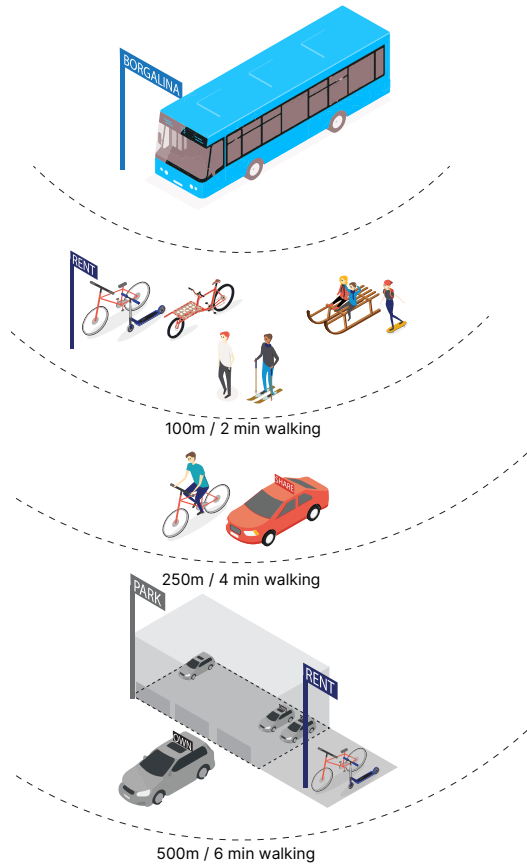 BORGALINA
RENT
100m / 2 min walking
SHARE
250m / 4 min walking
PARK
RENT
OWN
500m / 6 min walking